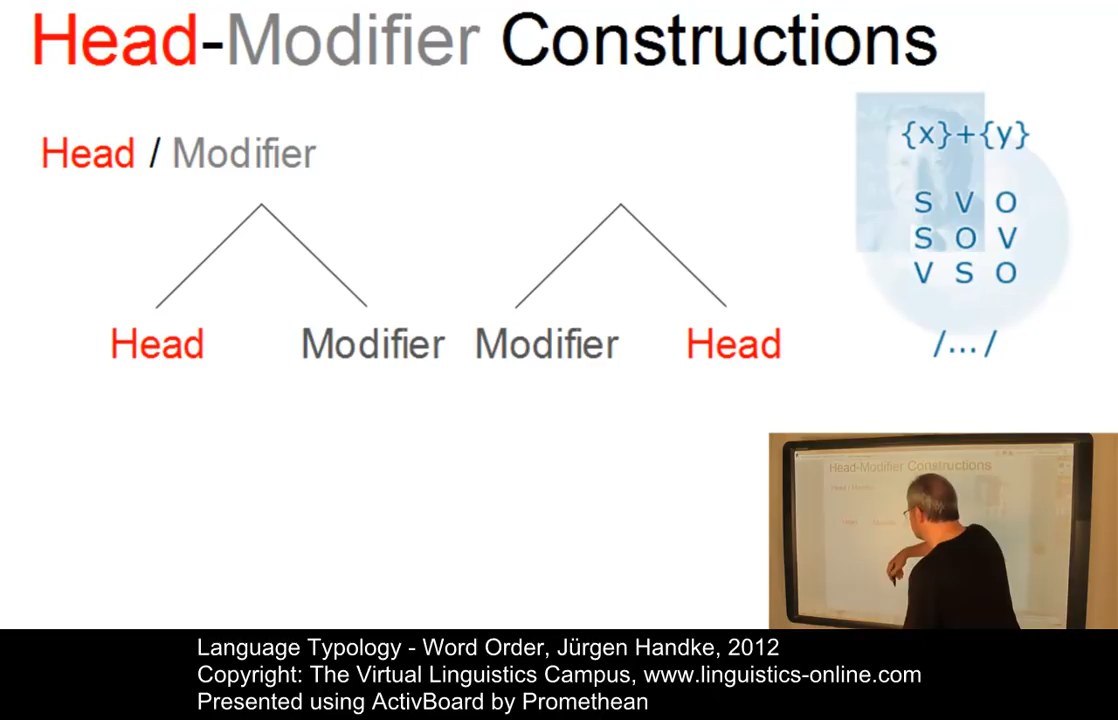 Head-Modifier Constructions
Head / Modifier
Head Modifier Modifier Head
{x}+{y}
S V O
S O V
V S O
/.../
Head-Modifier Constructions
Language Typology - Word Order, Jürgen Handke, 2012
Copyright: The Virtual Linguistics Campus, www.linguistics-online.com
Presented using ActivBoard by Promethean